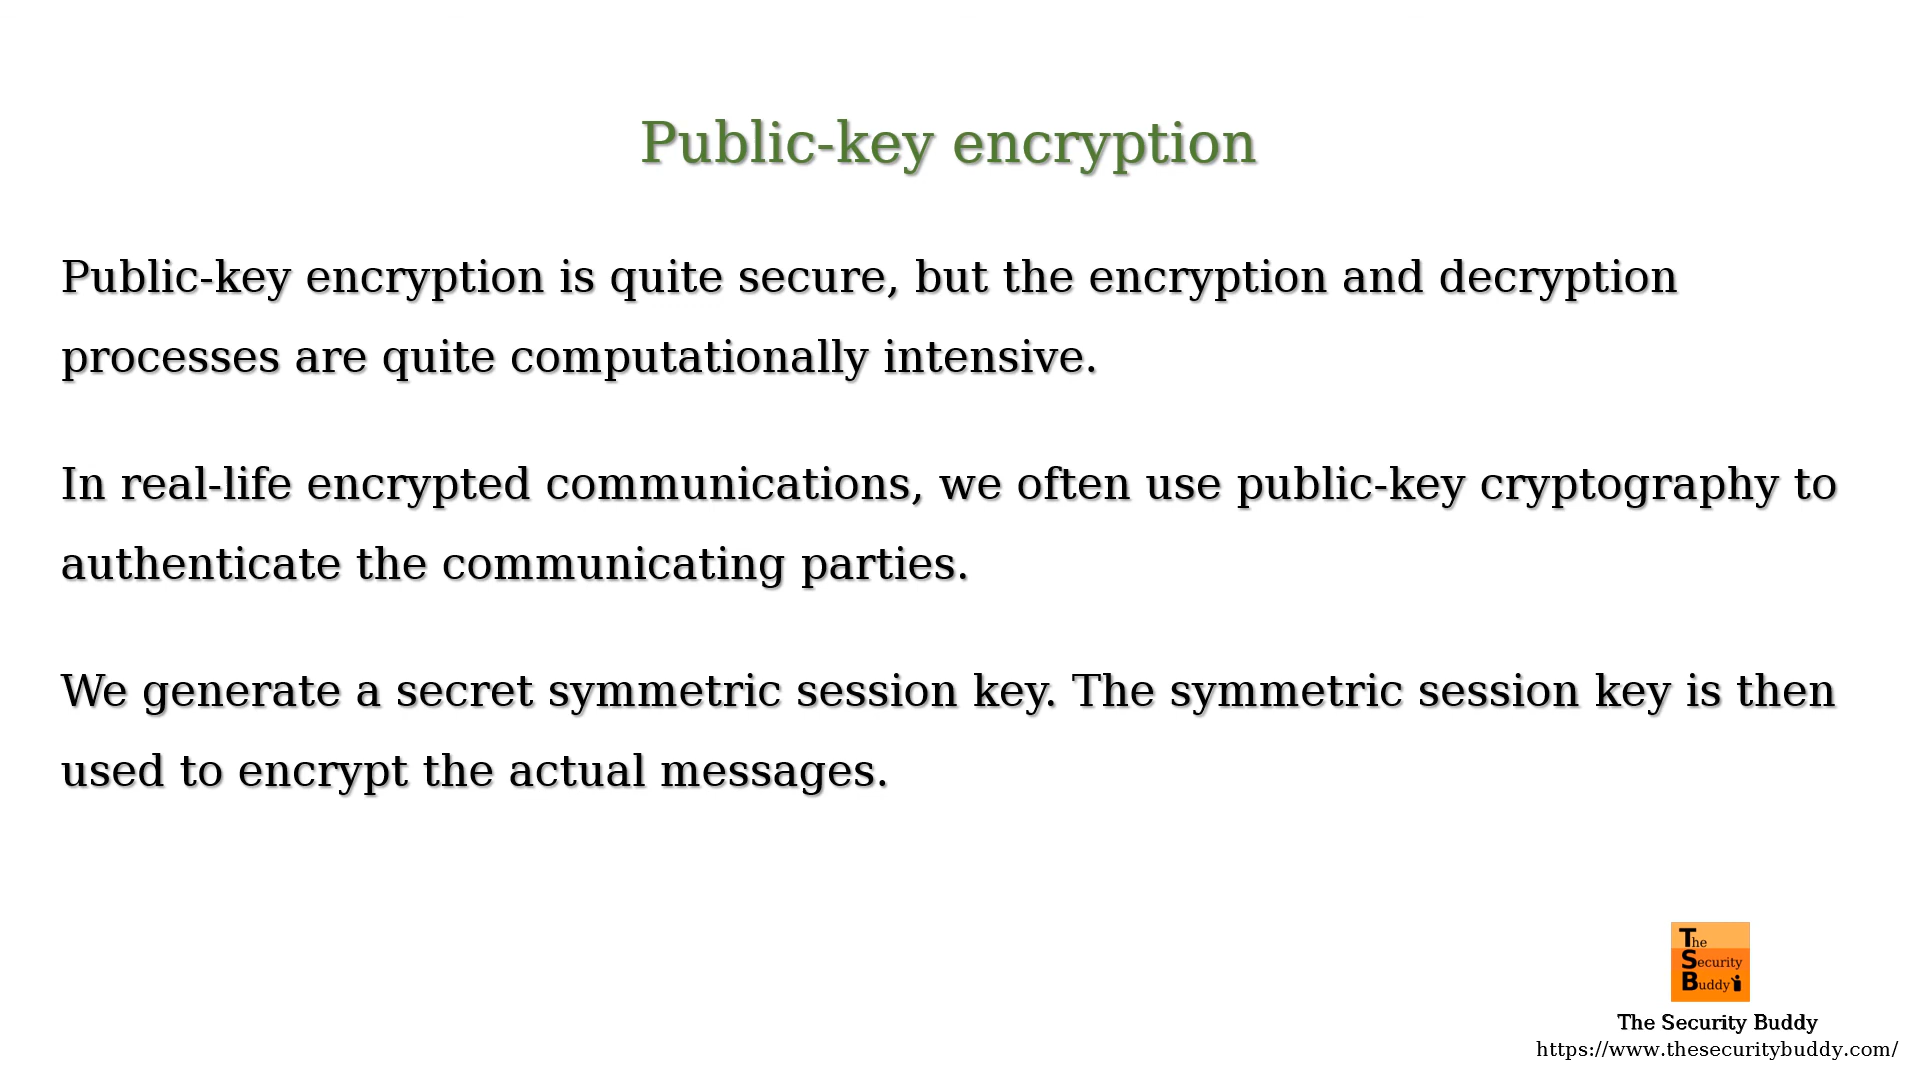 Public-key encryption
Public-key encryption is quite secure, but the encryption and decryption
processes are quite computationally intensive.
In real-life encrypted communications, we often use public-key cryptography to
authenticate the communicating parties.
We generate a secret symmetric session key. The symmetric session key is then
used to encrypt the actual messages.
The
Security
Buddy
The Security Buddy
https://www.thesecuritybuddy.com/